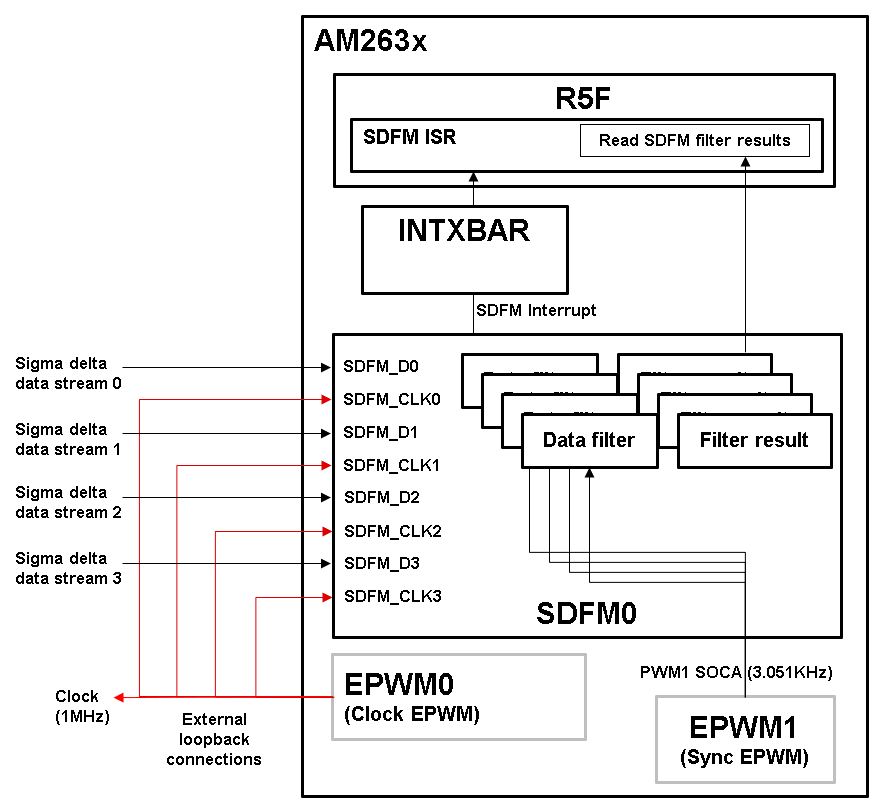 AM263x
R5F
SDFM ISR
Read SDFM filter results
INTXBAR
SDFM Interrupt
Sigma delta
data stream 0
SDFM_D0
SDFM_CLK0
Sigma delta
data stream 1
SDFM_D1
SDFM_CLK1
Sigma delta
data stream 2
SDFM_D2
SDFM_CLK2
Sigma delta
data stream 3
SDFM_D3
SDFM_CLK3
Data filter
Filter result
SDFM0
PWM1 SOCA (3.051KHz)
EPWM0
(Clock EPWM)
Clock
(1MHz)
External
loopback
connections
EPWM1
(Sync EPWM)